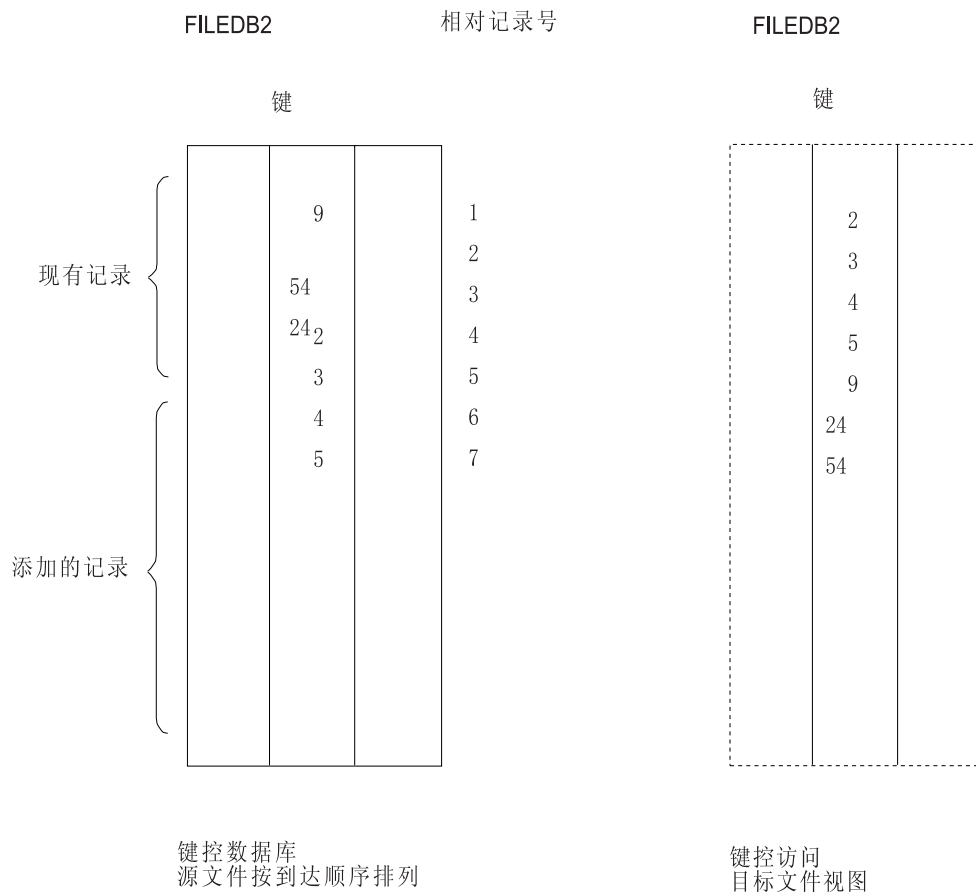 FILEDB2 相对记录号 FILEDB2
键 键
9 1 2
2 3
现有记录 54 3 4
24 2 4 5
3 5 9
4 6 24
5 7 54
添加的记录
键控数据库 键控访问
源文件按到达顺序排列 目标文件视图